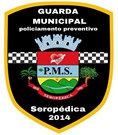 GUARDA
MUNICIPAL
policiamento preventivo
P.M.S.
Seropédica
2014